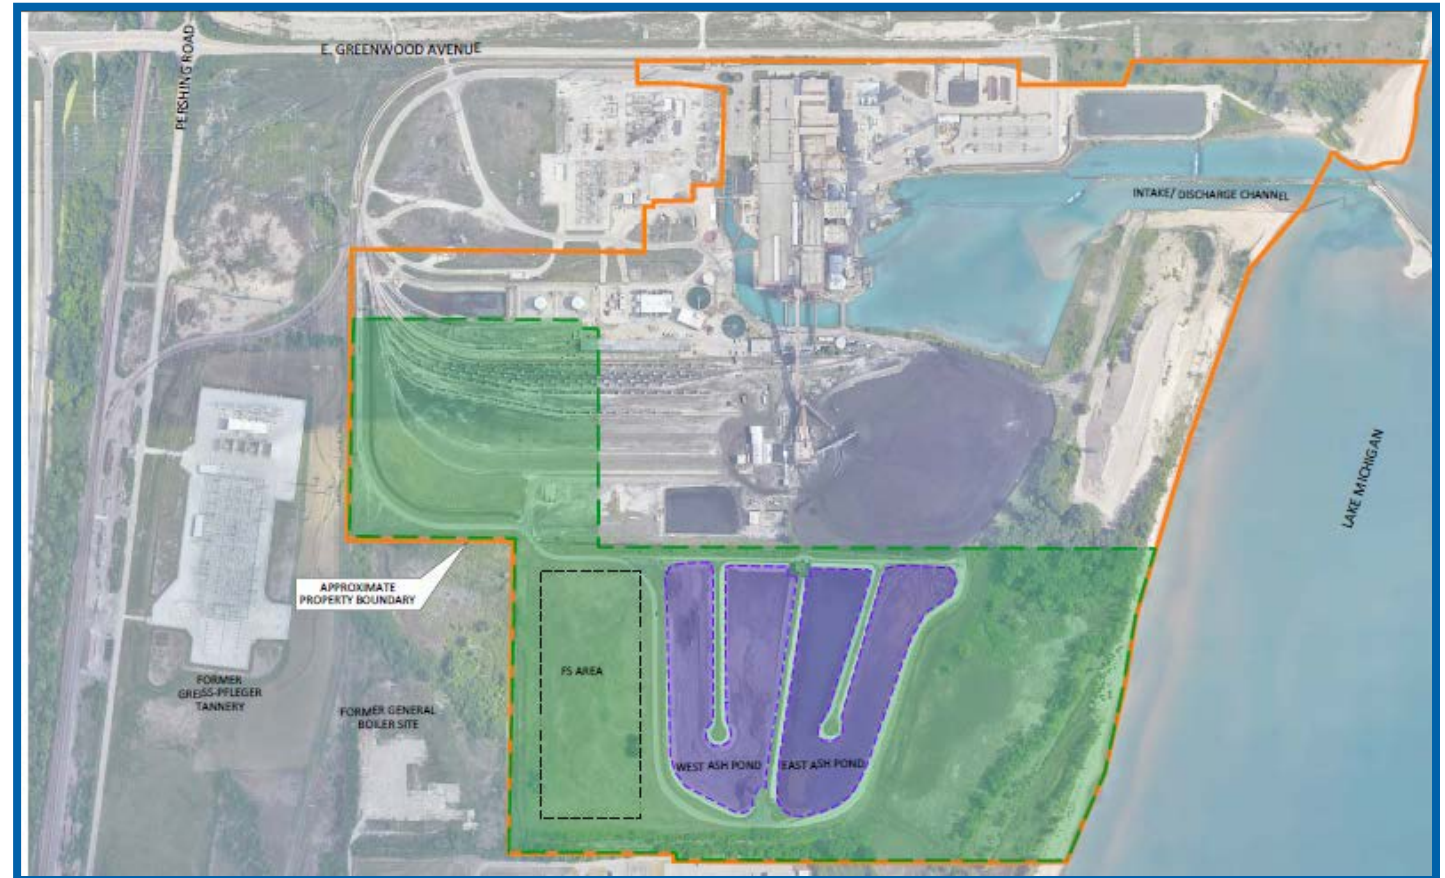 E. GREENWOOD AVENUE
PERSHING ROAD
INTAKE/ DISCHARGE CHANNEL
LAKE MICHIGAN
APPROXIMATE
PROPERTY BOUNDARY
FS AREA
FORMER
GREISS-PFLEGER
TANNERY
FORMER GENERAL
BOILER SITE
WEST ASH POND
EAST ASH POND